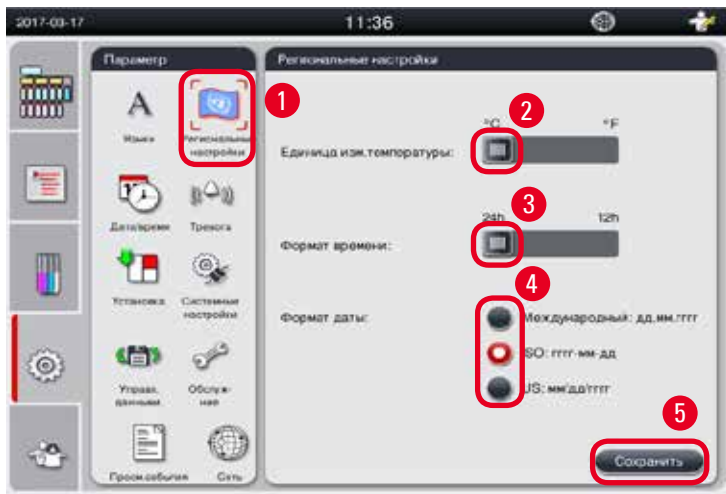 2017-03-17
11:36
Параметр
Региональные настройки
A
Языки
Региональные
настройки
Дата/время
Тревога
Установка
Системные
настройки
Управл.
данными
Обслуж-
ние
Просм.события
Сеть
1
°C
2
°F
Единица изм.температуры:
24h
3
12h
Формат времени:
4
Формат даты:
Международный: дд.мм.гггг
ISO: гггг-мм-дд
US: мм/дд/гггг
5
Сохранить